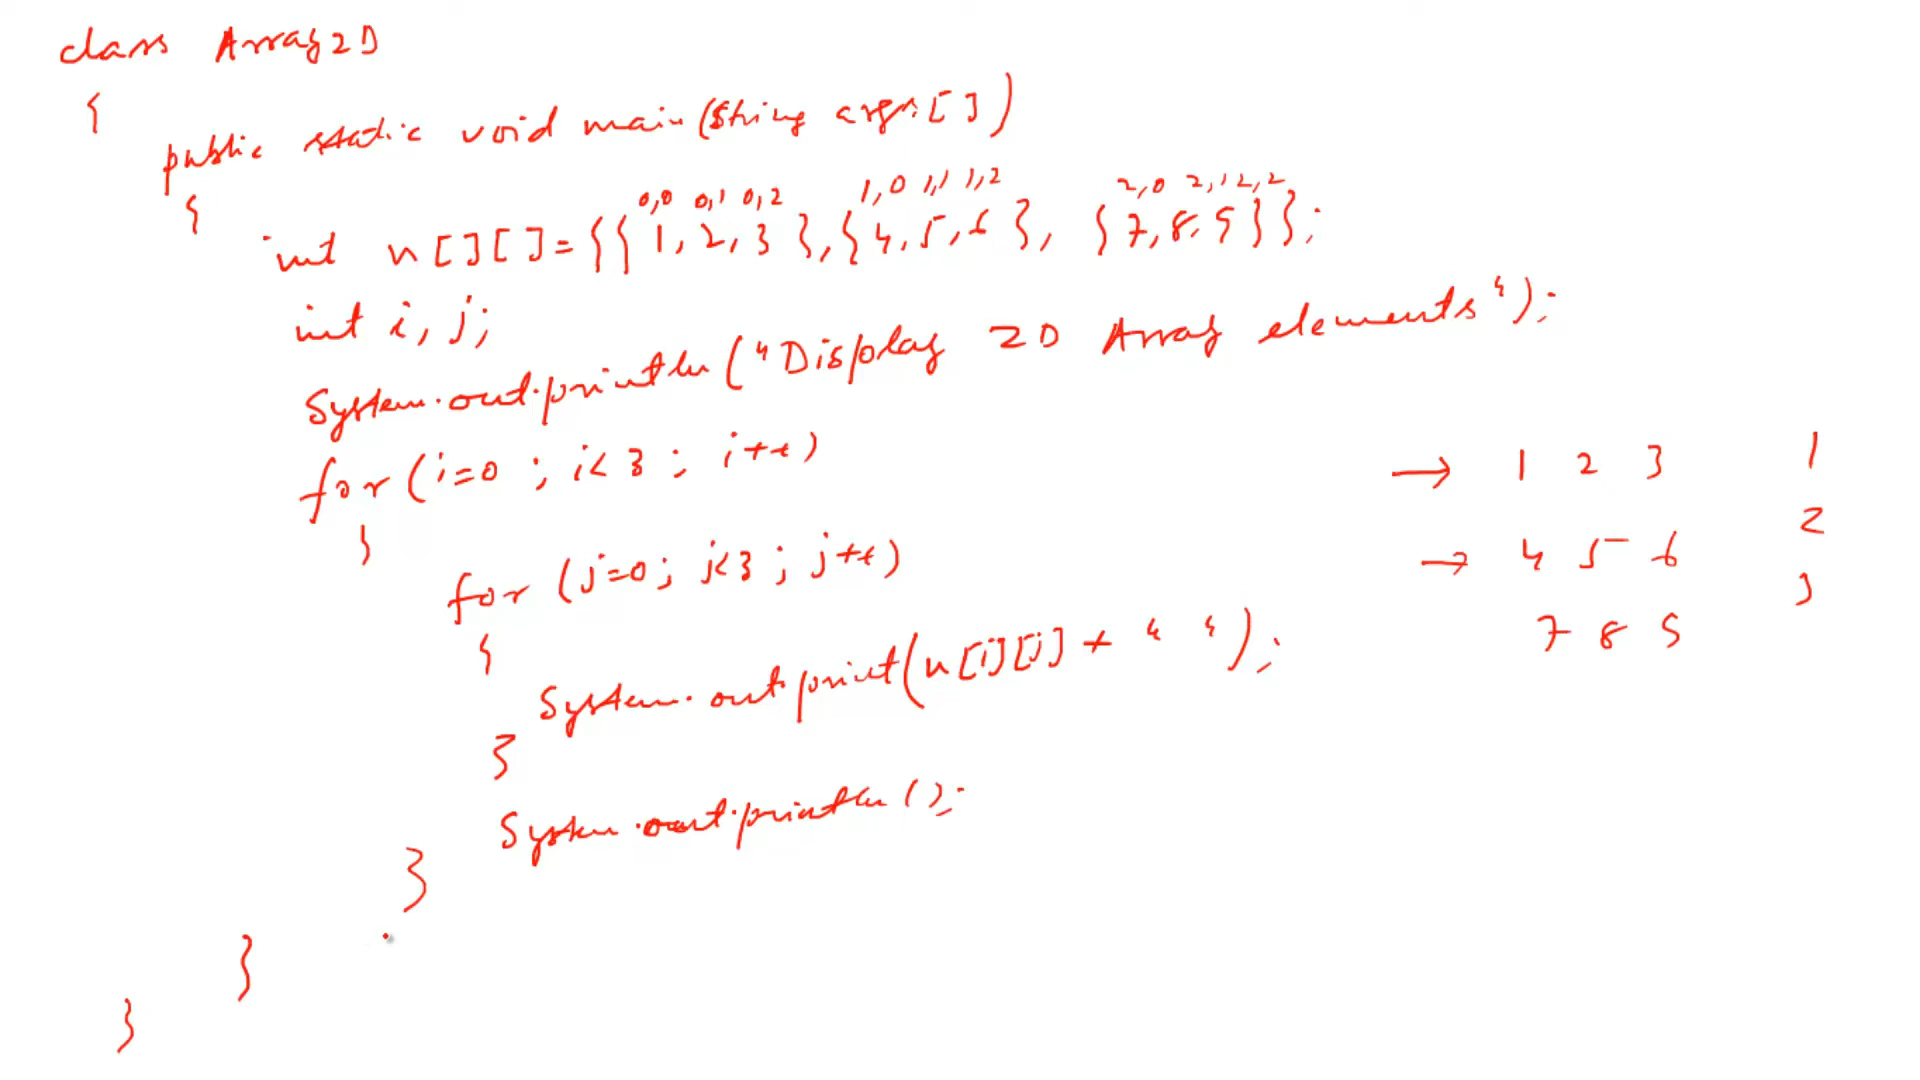 class Array2D
{
public static void main(String args[])
{
0,0 0,1 0,2 1,0 1,1 1,2 2,0 2,1 2,2
int n[][]={{1,2,3},{4,5,6}, {7,8,9}};
int i, j;
System.out.println("Display 2D Array elements");
for(i=0 ; i<3 ; i++)
{
for (j=0; j<3 ; j++)
{
System.out.print(n[i][j] + " ");
}
System.out.println();
}
}
}
→ 1 2 3 1
→ 4 5 6 2
7 8 9 3